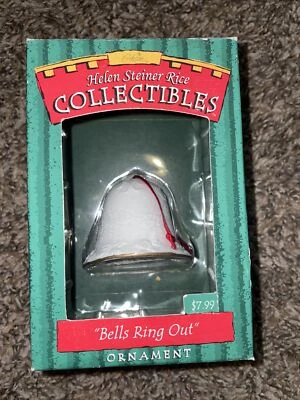 Helen Steiner Rice
COLLECTIBLES
$7.99
"Bells Ring Out"
ORNAMENT